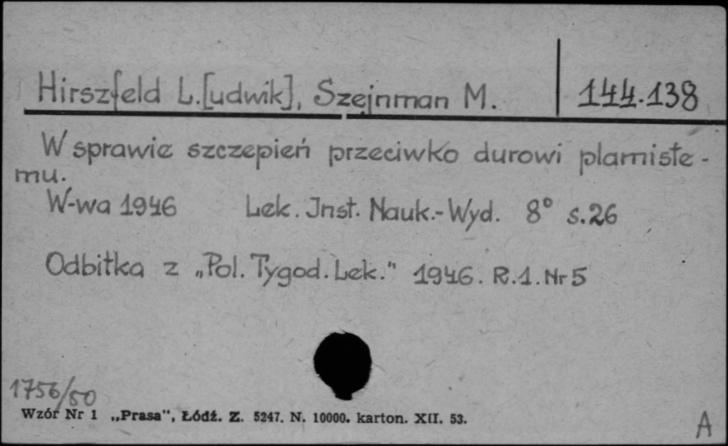 Hirszfeld L.[udwik], Szejnman M. 144.138
W sprawie szczepień przeciwko durowi plamiste-
mu.
W-wa 1946 Lek. Inst. Nauk.-Wyd. 8° s.26
Odbitka z „Pol. Tygod. Lek." 1946. R.1. Nr 5
1756/50
Wzór Nr 1 „Prasa", Łódź. Z. 5247. N. 10000. karton. XII. 53.
A